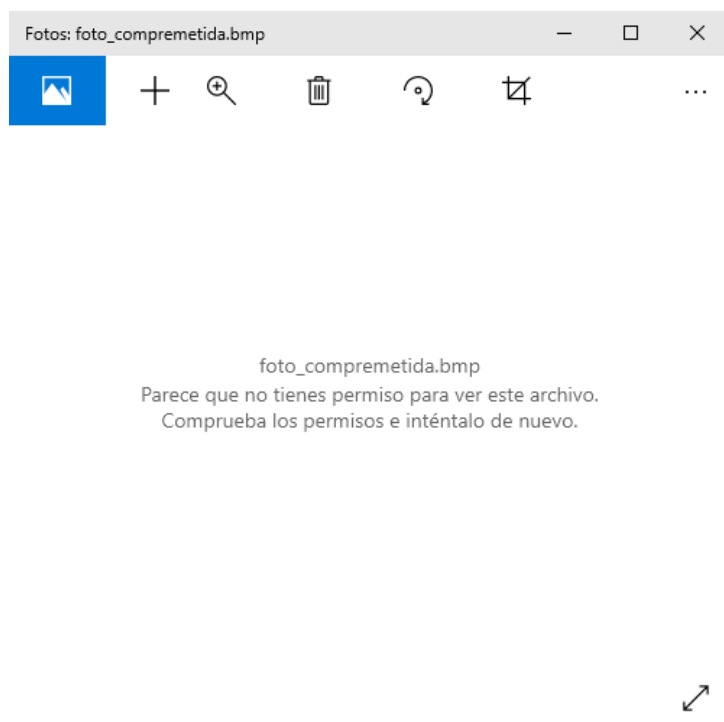 Fotos: foto_compremetida.bmp
foto_compremetida.bmp
Parece que no tienes permiso para ver este archivo.
Comprueba los permisos e inténtalo de nuevo.